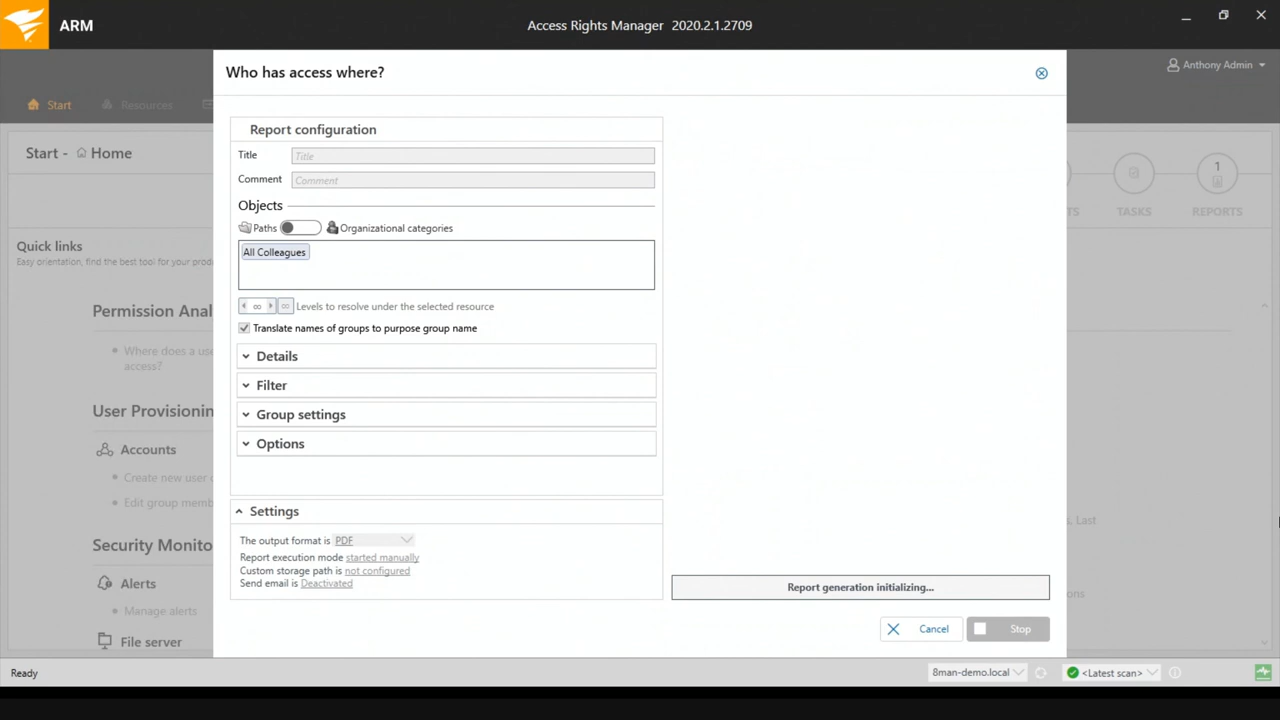 ARM
Access Rights Manager 2020.2.1.2709
Who has access where?
Anthony Admin
Start
Resources
Report configuration
Start - Home
Title
Title
Comment
Comment
1
TS
TASKS
REPORTS
Objects
Paths
Organizational categories
Quick links
Easy orientation, find the best tool for your produ
All Colleagues
Permission Anal
∞
∞
Levels to resolve under the selected resource
Translate names of groups to purpose group name
Where does a use
access?
Details
Filter
User Provisionin
Group settings
Options
Accounts
Create new user o
Edit group memb
Settings
s. Last
Security Monito
The output format is PDF
Report execution mode started manually
Custom storage path is not configured
Send email is Deactivated
Alerts
Report generation initializing...
ons
Manage alerts
Cancel
Stop
File server
Ready
8man-demo.local
<Latest scan>